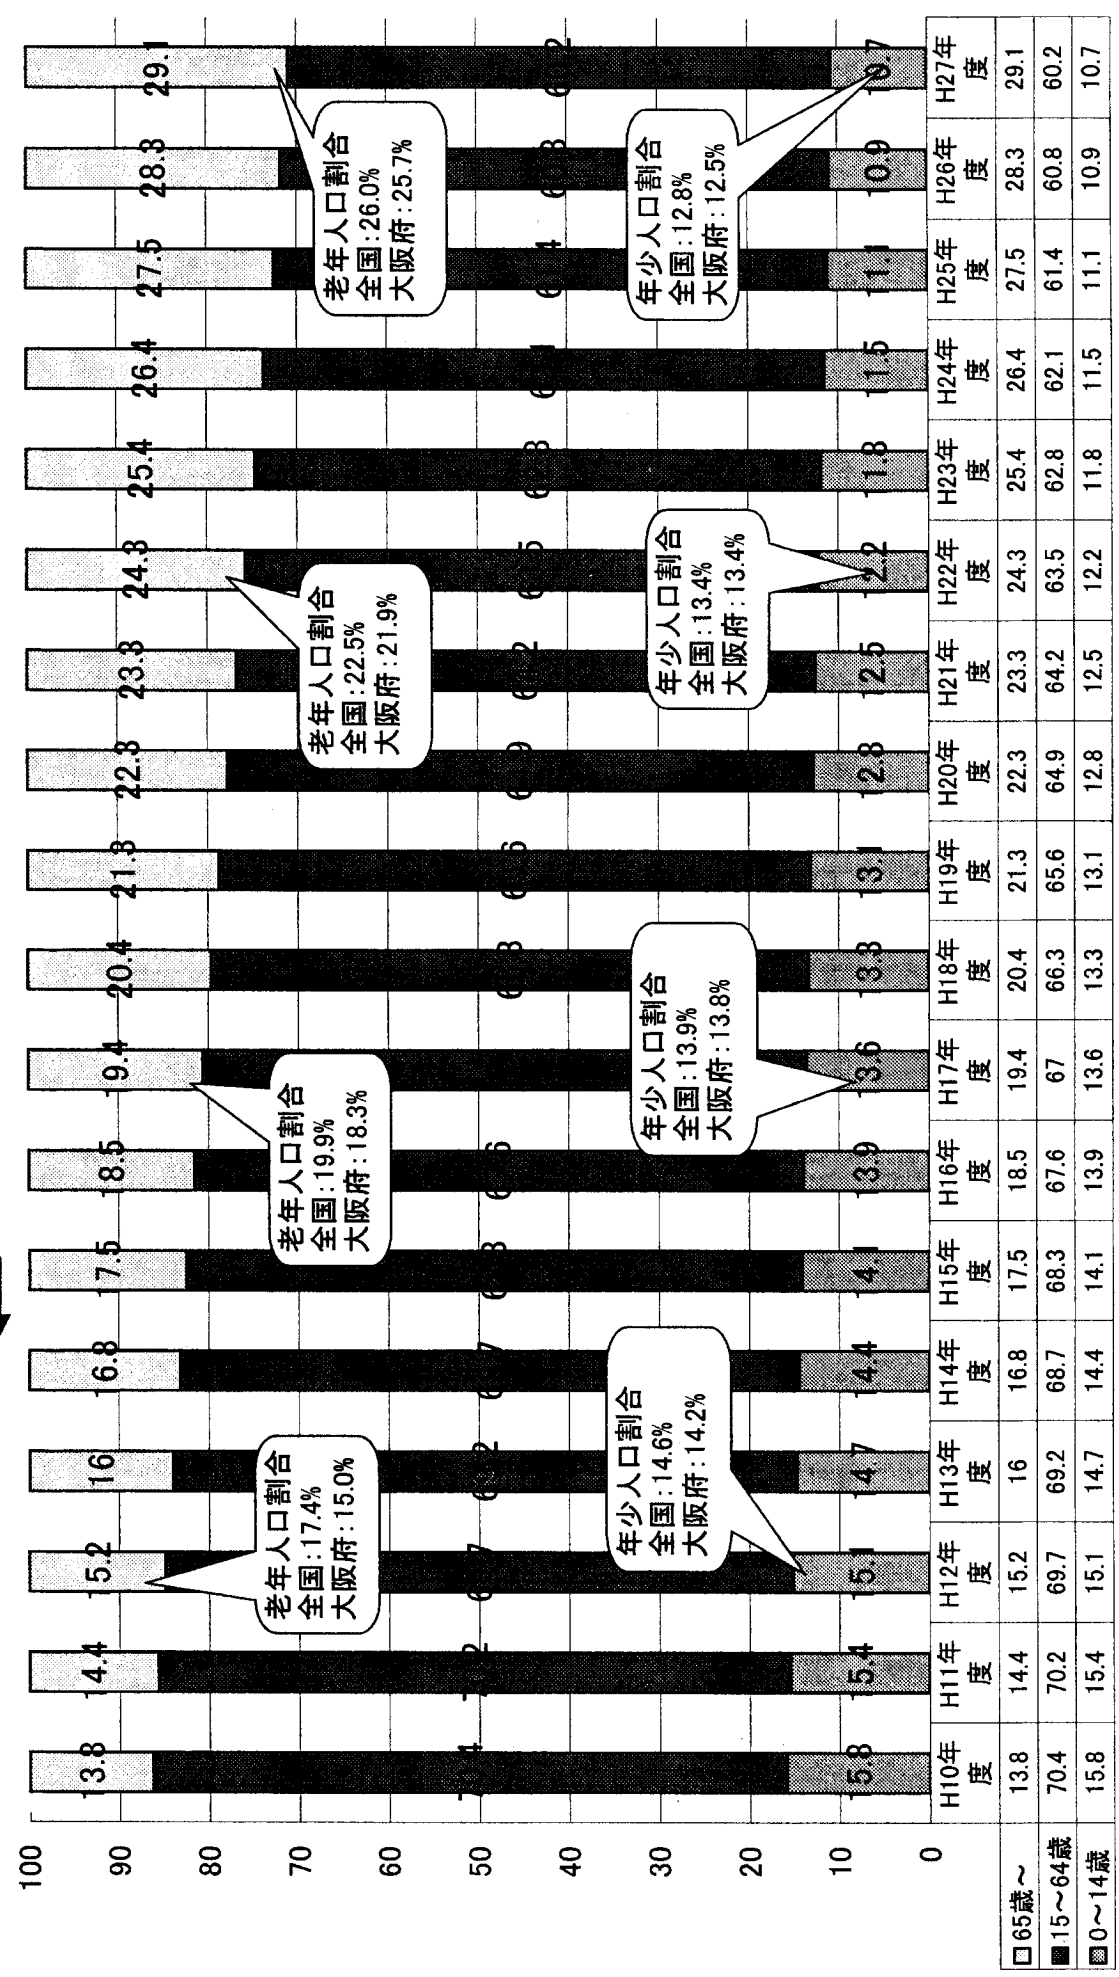 100
90
80
70
60
50
40
30
20
10
0
老年人口割合
全国:17.4%
大阪府:15.0%
老年人口割合
全国:19.9%
大阪府:18.3%
老年人口割合
全国:22.5%
大阪府:21.9%
老年人口割合
全国:26.0%
大阪府:25.7%
年少人口割合
全国:14.6%
大阪府:14.2%
年少人口割合
全国:13.9%
大阪府:13.8%
年少人口割合
全国:13.4%
大阪府:13.4%
年少人口割合
全国:12.8%
大阪府:12.5%
H10年度 H11年度 H12年度 H13年度 H14年度 H15年度 H16年度 H17年度 H18年度 H19年度 H20年度 H21年度 H22年度 H23年度 H24年度 H25年度 H26年度 H27年度
□65歳~ 13.8 14.4 15.2 16 16.8 17.5 18.5 19.4 20.4 21.3 22.3 23.3 24.3 25.4 26.4 27.5 28.3 29.1
■15~64歳 70.4 70.2 69.7 69.2 68.7 68.3 67.6 67 66.3 65.6 64.9 64.2 63.5 62.8 62.1 61.4 60.8 60.2
■0~14歳 15.8 15.4 15.1 14.7 14.4 14.1 13.9 13.6 13.3 13.1 12.8 12.5 12.2 11.8 11.5 11.1 10.9 10.7